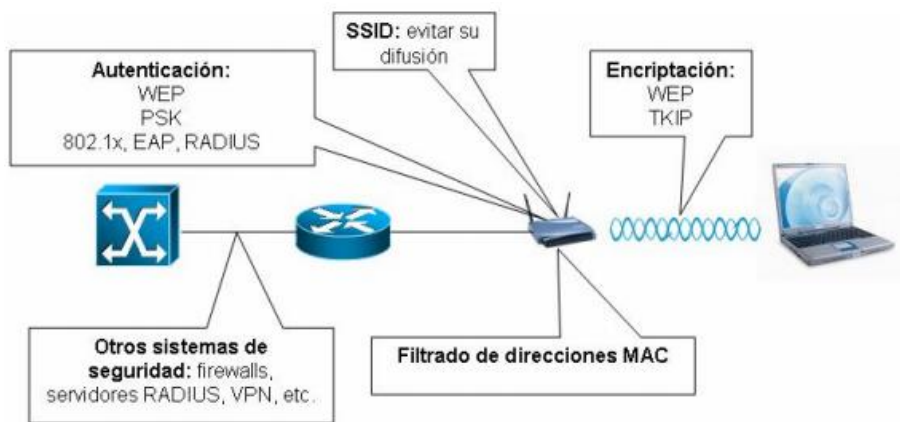 SSID: evitar su
difusión
Autenticación:
WEP
PSK
802.1x, EAP, RADIUS
Encriptación:
WEP
TKIP
Otros sistemas de
seguridad: firewalls,
servidores RADIUS, VPN, etc.
Filtrado de direcciones MAC